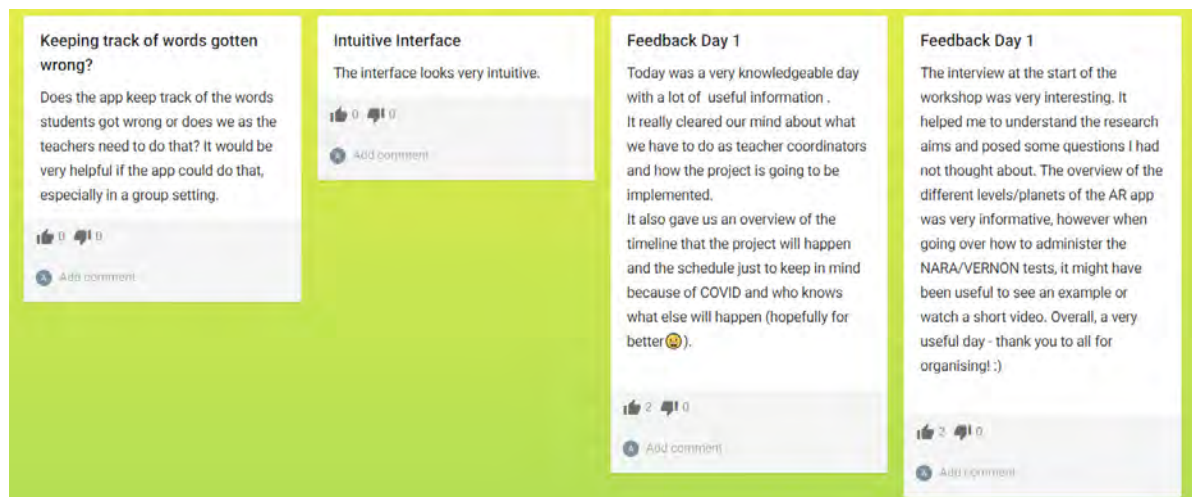 Keeping track of words gotten
wrong?
Does the app keep track of the words
students got wrong or does we as the
teachers need to do that? It would be
very helpful if the app could do that,
especially in a group setting.
0 0
A Add comment
Intuitive Interface
The interface looks very intuitive.
0 0
A Add comment
Feedback Day 1
Today was a very knowledgeable day
with a lot of useful information .
It really cleared our mind about what
we have to do as teacher coordinators
and how the project is going to be
implemented.
It also gave us an overview of the
timeline that the project will happen
and the schedule just to keep in mind
because of COVID and who knows
what else will happen (hopefully for
better😀).
2 0
A Add comment
Feedback Day 1
The interview at the start of the
workshop was very interesting. It
helped me to understand the research
aims and posed some questions I had
not thought about. The overview of the
different levels/planets of the AR app
was very informative, however when
going over how to administer the
NARA/VERNON tests, it might have
been useful to see an example or
watch a short video. Overall, a very
useful day - thank you to all for
organising! :)
2 0
A Add comment